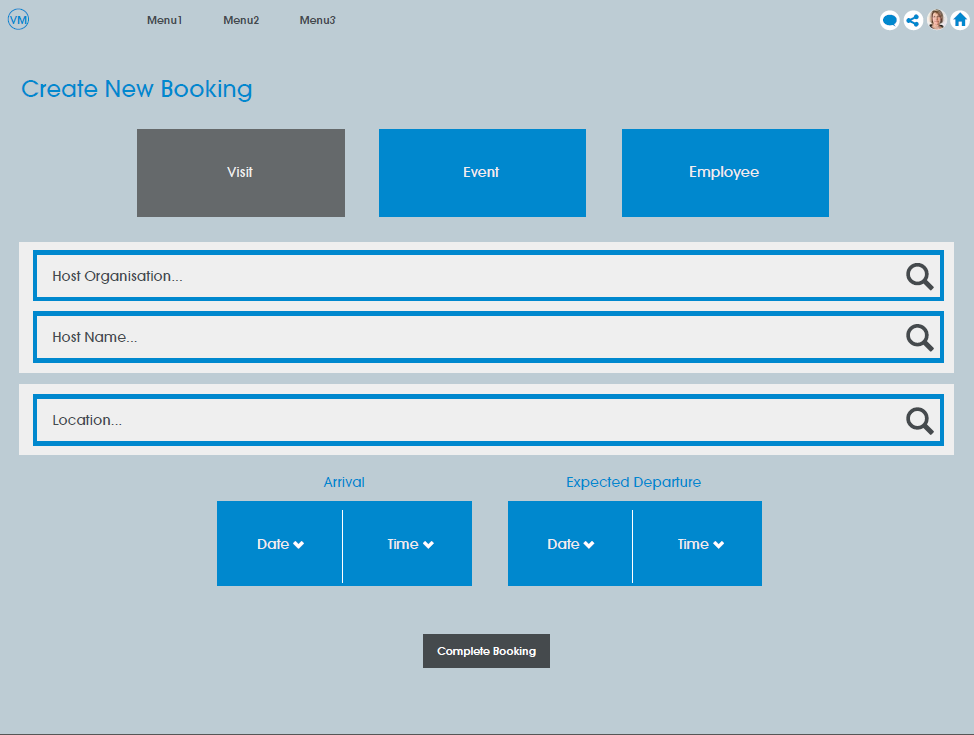 VM Menu1 Menu2 Menu3
Create New Booking
Visit Event Employee
Host Organisation...
Host Name...
Location...
Arrival Expected Departure
Date Time Date Time
Complete Booking